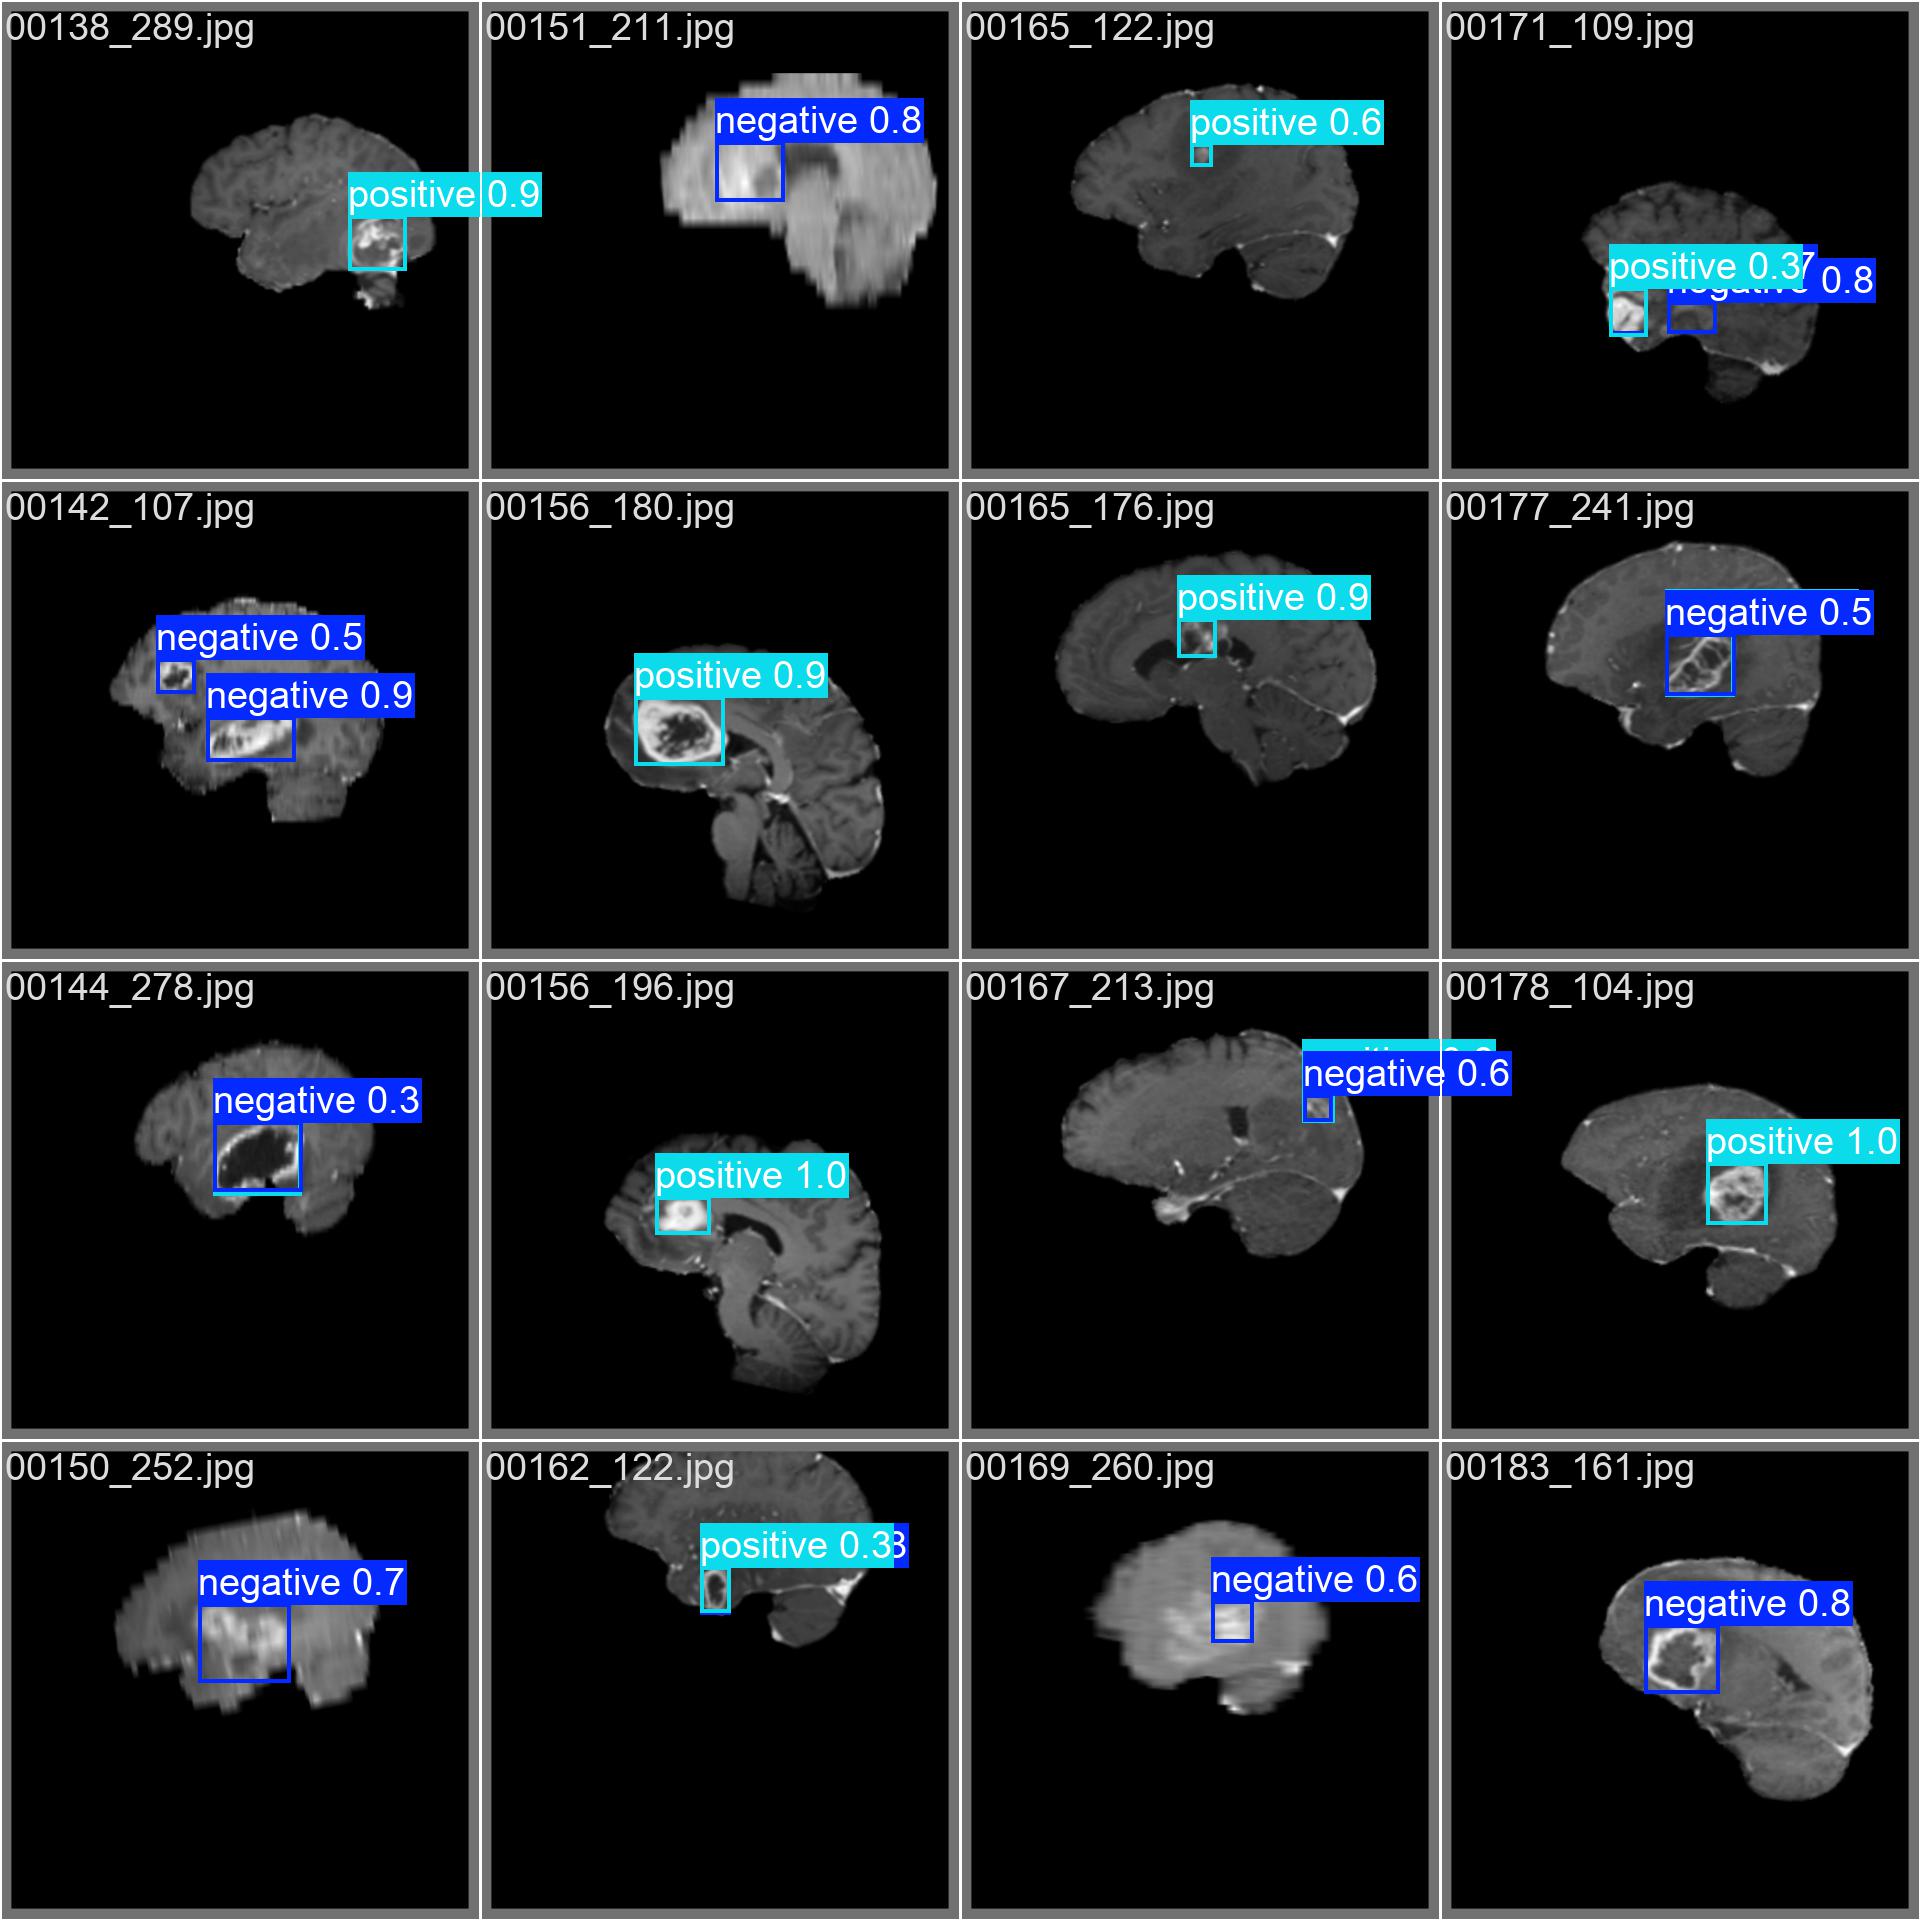 00138_289.jpg
positive 0.9
00151_211.jpg
negative 0.8
00165_122.jpg
positive 0.6
00171_109.jpg
positive 0.3
0.8
00142_107.jpg
negative 0.5
negative 0.9
00156_180.jpg
positive 0.9
00165_176.jpg
positive 0.9
00177_241.jpg
negative 0.5
00144_278.jpg
negative 0.3
00156_196.jpg
positive 1.0
00167_213.jpg
negative 0.6
00178_104.jpg
positive 1.0
00150_252.jpg
negative 0.7
00162_122.jpg
positive 0.3
00169_260.jpg
negative 0.6
00183_161.jpg
negative 0.8